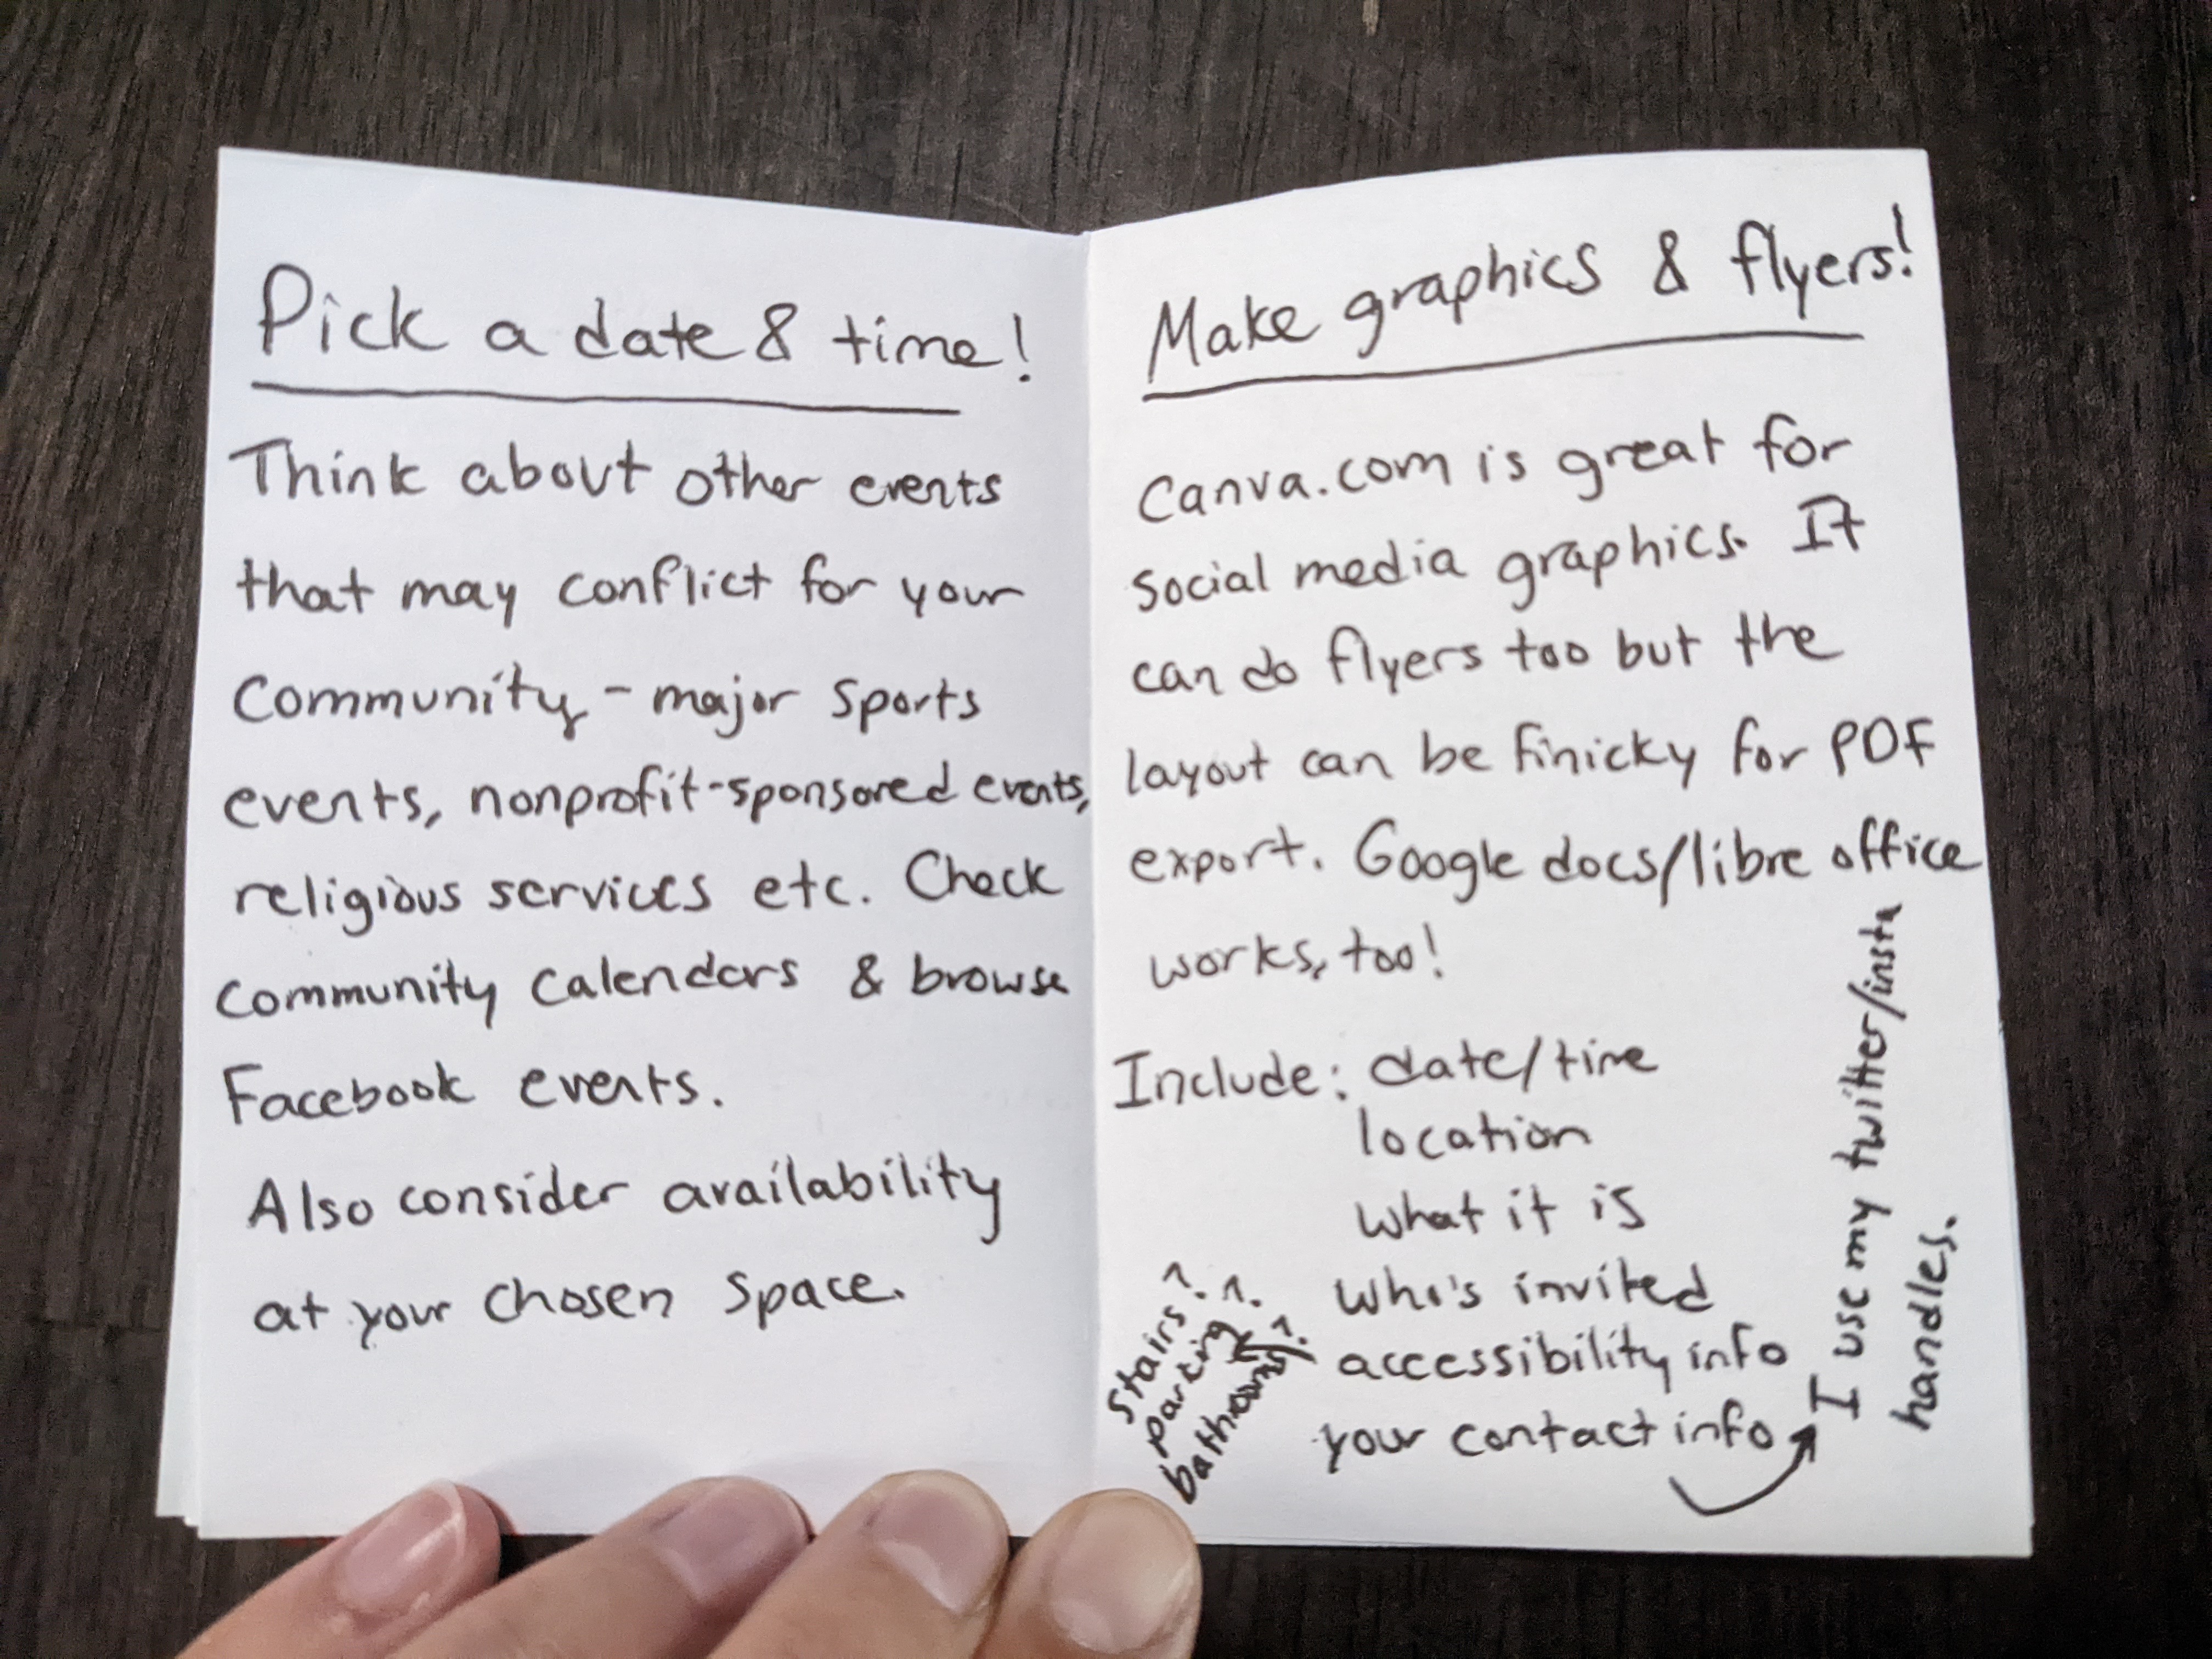 Pick a date & time!
Think about other events
that may conflict for your
community - major sports
events, nonprofit-sponsored events,
religious services etc. Check
community calendars & browse
Facebook events.
Also consider availability
at your chosen space.
Make graphics & flyers!
Canva.com is great for
social media graphics. It
can do flyers too but the
layout can be finicky for PDF
export. Google docs/libre office
works, too!
Include: date/time
location
what it is
who's invited
accessibility info
your contact info
stairs?
parking?
bathrooms?
I use my twitter/insta
handles.